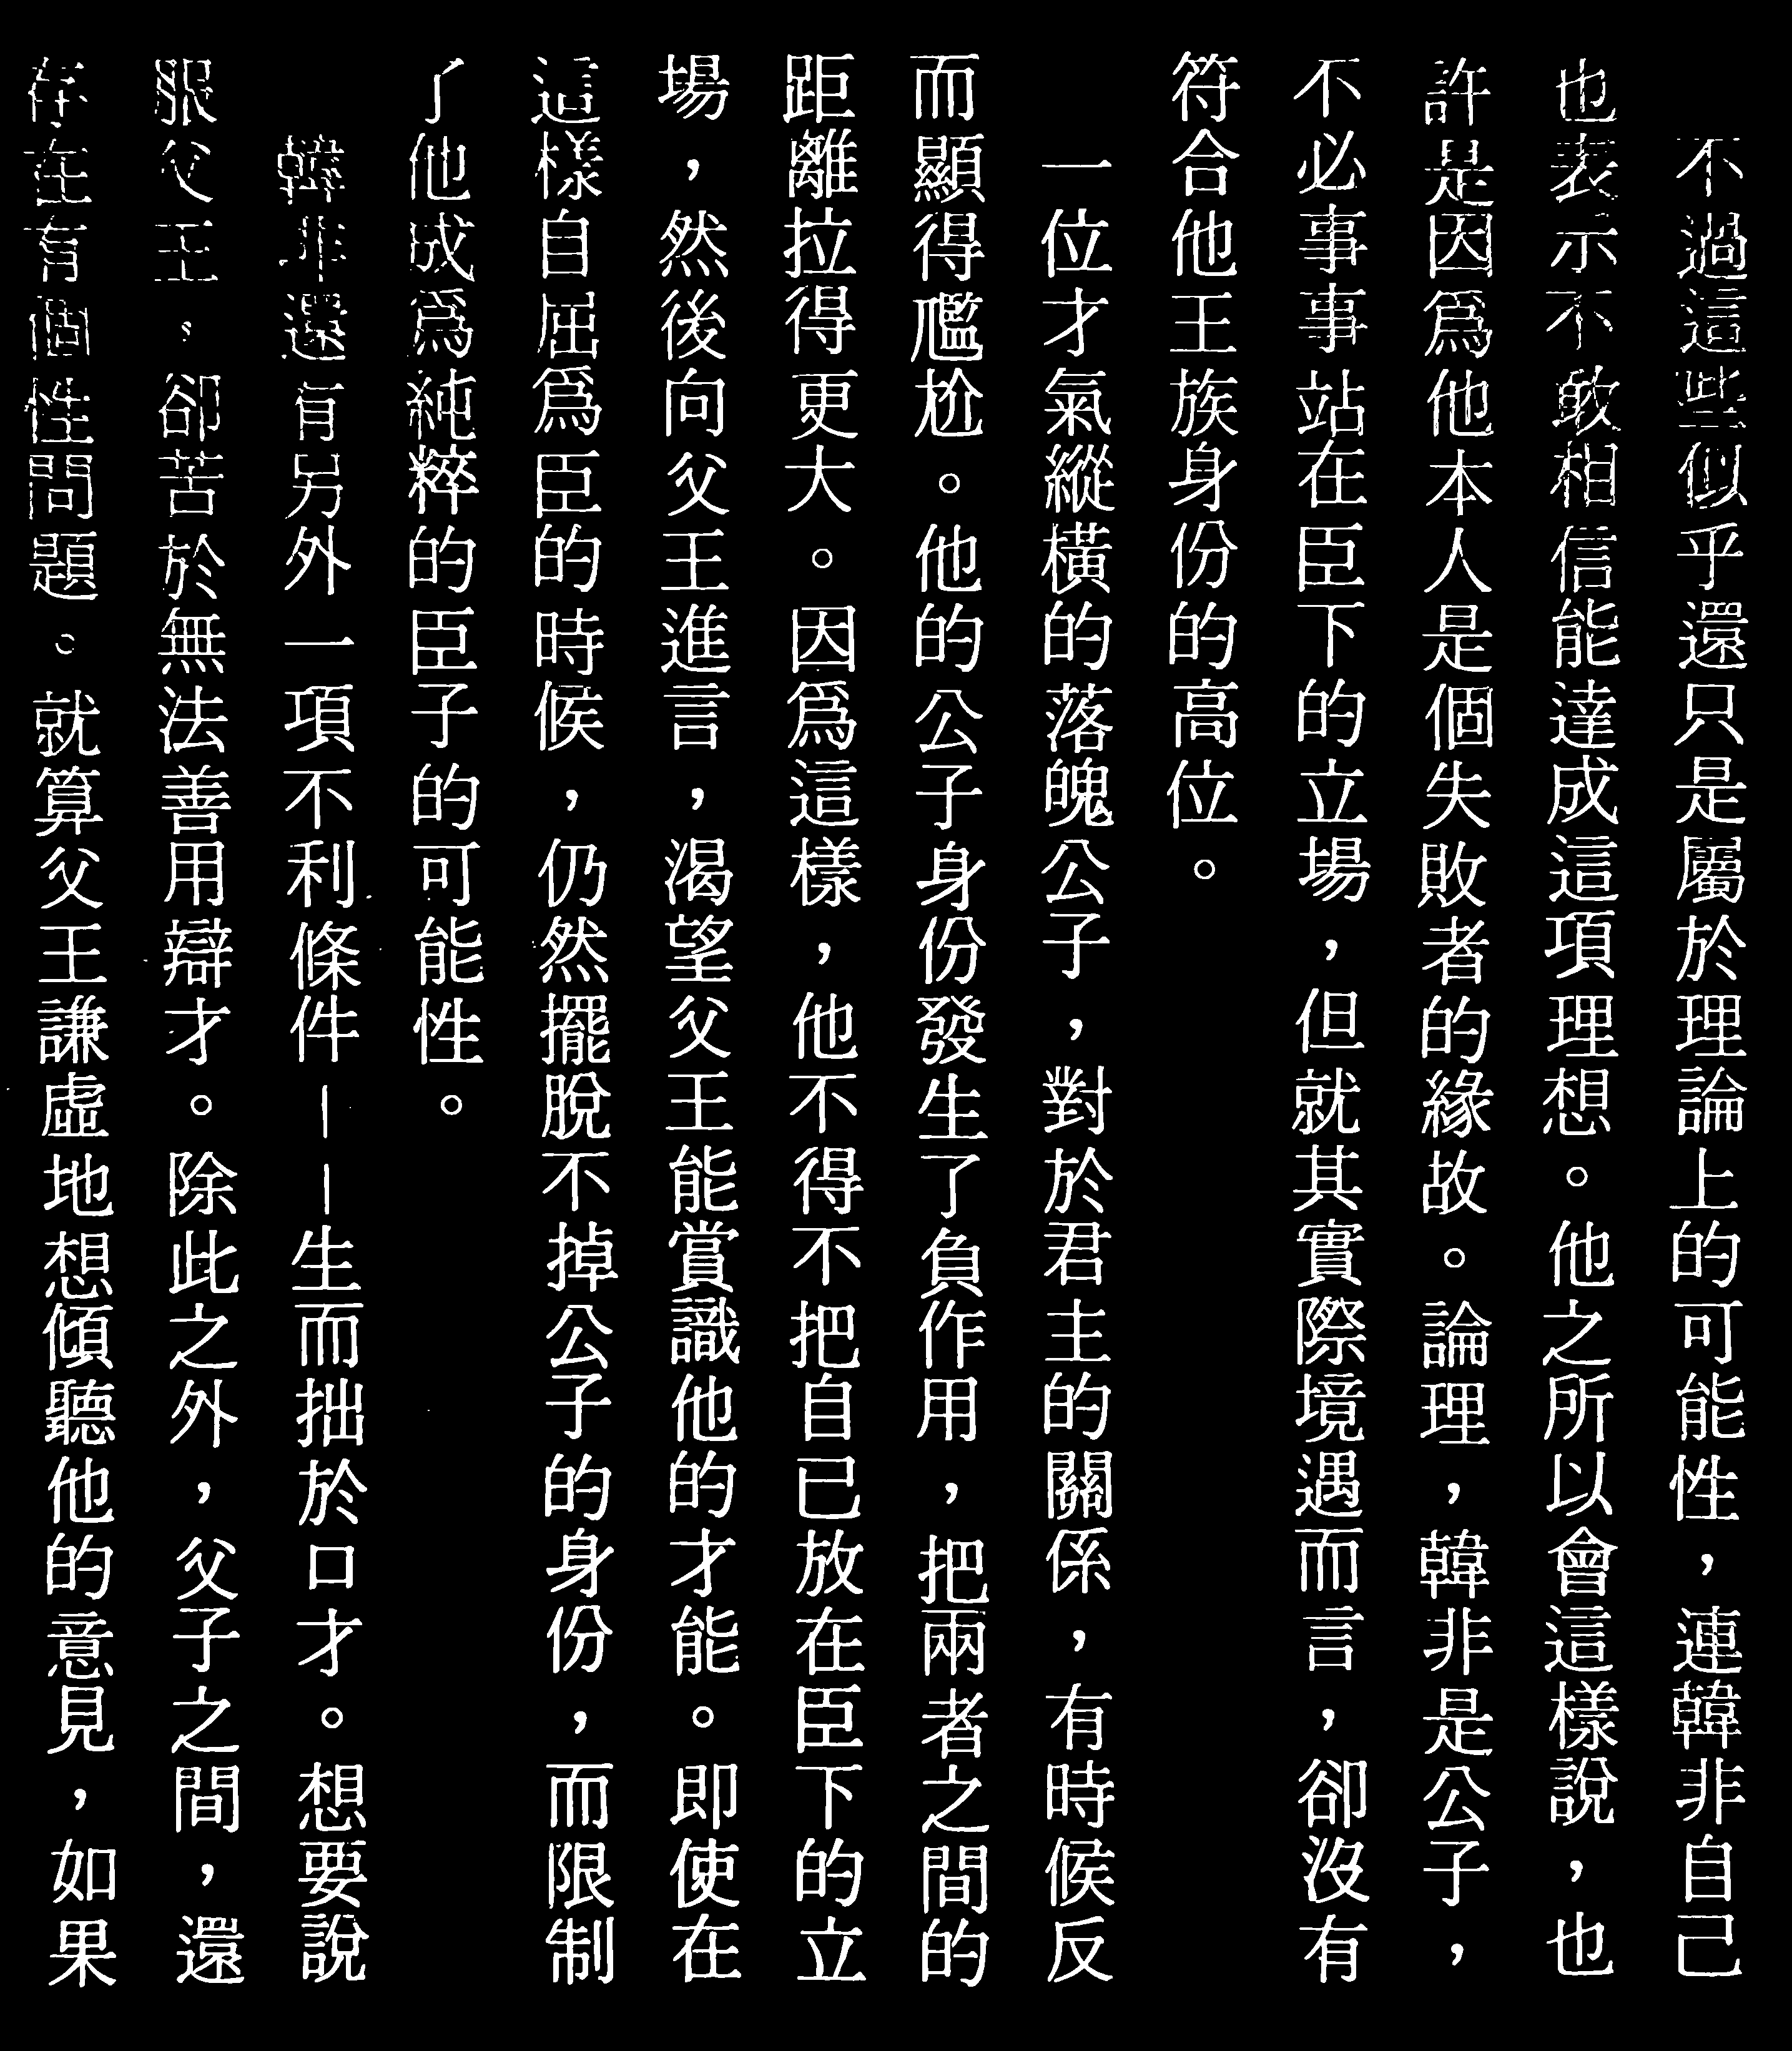 不過這些似乎還只是屬於理論上的可能性，連韓非自己
也表示不敢相信能達成這項理想。他之所以會這樣說，也
許是因爲他本人是個失敗者的緣故。論理，韓非是公子，
不必事事站在臣下的立場，但就其實際境遇而言，卻沒有
符合他王族身份的高位。
一位才氣縱橫的落魄公子，對於君主的關係，有時候反
而顯得尶尬。他的公子身份發生了負作用，把兩者之間的
距離拉得更大。因爲這樣，他不得不把自已放在臣下的立
場，然後向父王進言，渴望父王能賞識他的才能。即使在
這樣自屈爲臣的時候，仍然擺脫不掉公子的身份，而限制
了他成爲純粹的臣子的可能性。
韓非還有另外一項不利條件——生而拙於口才。想要說
服父王，卻苦於無法善用辯才。除此之外，父子之間，還
存在有個性問題。就算父王謙虛地想傾聽他的意見，如果